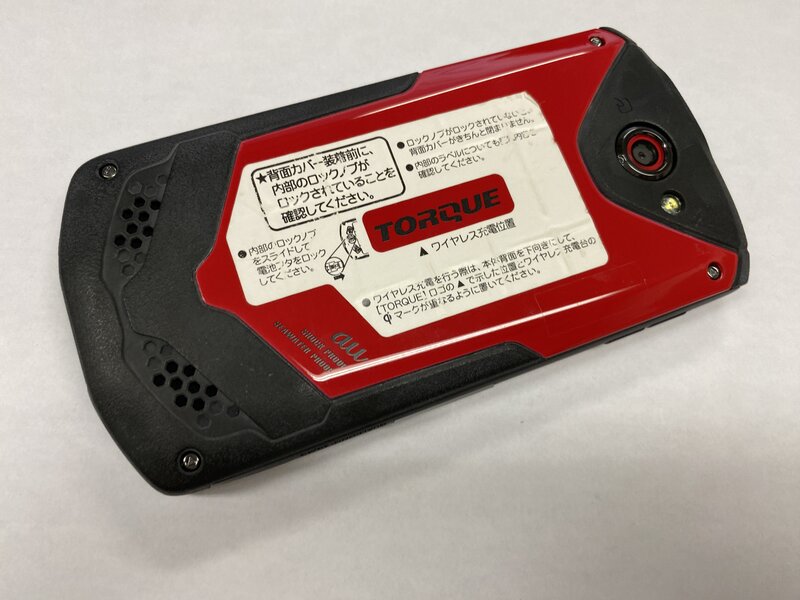 ★背面カバー装着前に、
内部のロックノブが
ロックされていることを
確認してください。
● ロックノブがロックされていない
背面カバーがきちんと閉まりません。
● 内部のラベルについても
してください。
● 内部のロックノブ
をスライドして
電池フタをロック
してください。
TORQUE
▲ ワイヤレス充電位置
● ワイヤレス充電を行う際は、本体背面を下向きにして、
「TORQUE」ロゴの▲で示した位置とワイヤレス充電台の
マークが重なるように置いてください。
au
SHOCK PROOF
SEAWATER PROOF